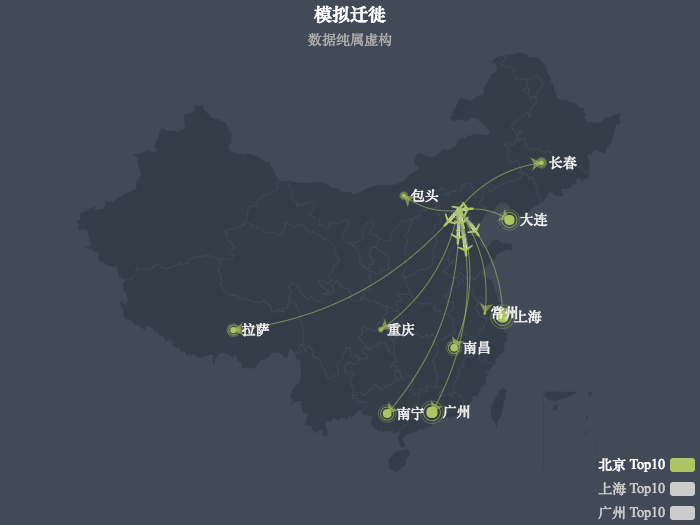 模拟迁徙
数据纯属虚构
长春
包头
大连
常州
上海
拉萨
重庆
南昌
南宁
广州
北京 Top10
上海 Top10
广州 Top10